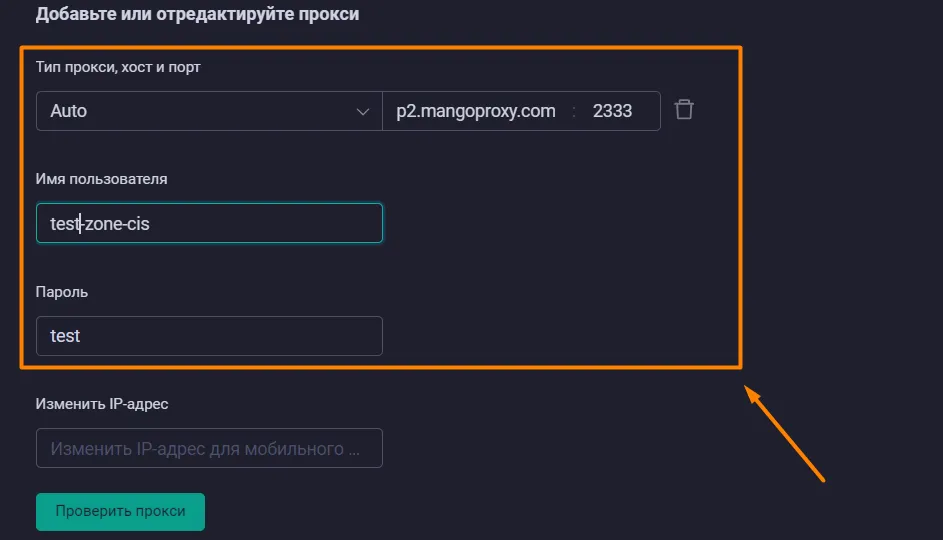 Добавьте или отредактируйте прокси
Тип прокси, хост и порт
Auto p2.mangoproxy.com : 2333
Имя пользователя
test-zone-cis
Пароль
test
Изменить IP-адрес
Изменить IP-адрес для мобильного ...
Проверить прокси